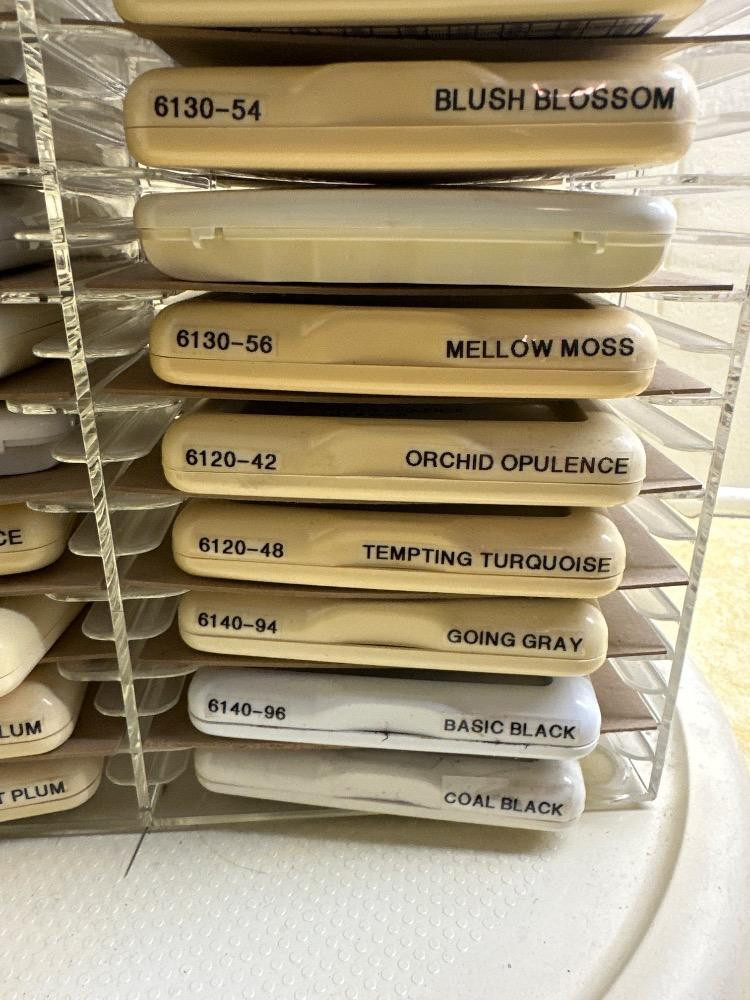 6130-54 BLUSH BLOSSOM
6130-56 MELLOW MOSS
6120-42 ORCHID OPULENCE
6120-48 TEMPTING TURQUOISE
CE
6140-94 GOING GRAY
6140-96 BASIC BLACK
LUM
COAL BLACK
T PLUM